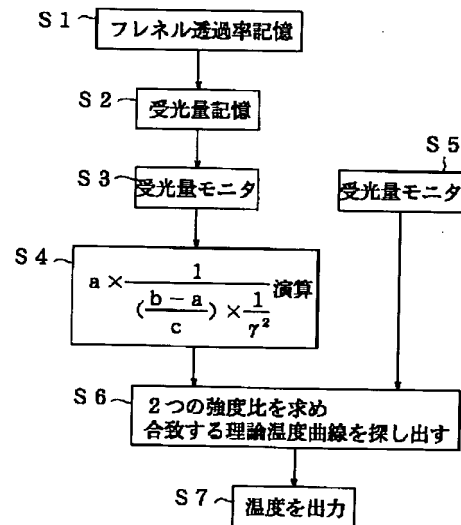 S1
フレネル透過率記憶
S2
受光量記憶
S3
受光量モニタ
S5
受光量モニタ
S4
a × 1 / ((b－a / c) × 1 / γ²) 演算
S6
2つの強度比を求め
合致する理論温度曲線を探し出す
S7
温度を出力